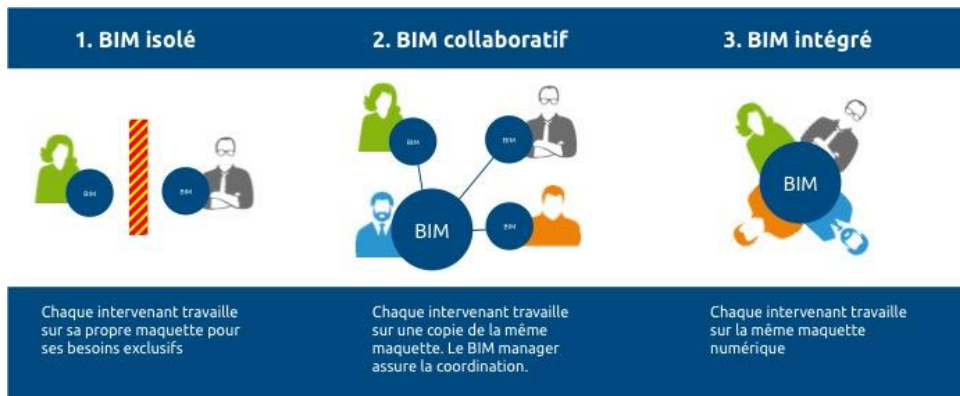 1. BIM isolé
2. BIM collaboratif
3. BIM intégré
BIM
BIM
BIM
BIM
BIM
BIM
BIM
Chaque intervenant travaille
sur sa propre maquette pour
ses besoins exclusifs
Chaque intervenant travaille
sur une copie de la même
maquette. Le BIM manager
assure la coordination.
Chaque intervenant travaille
sur la même maquette
numérique